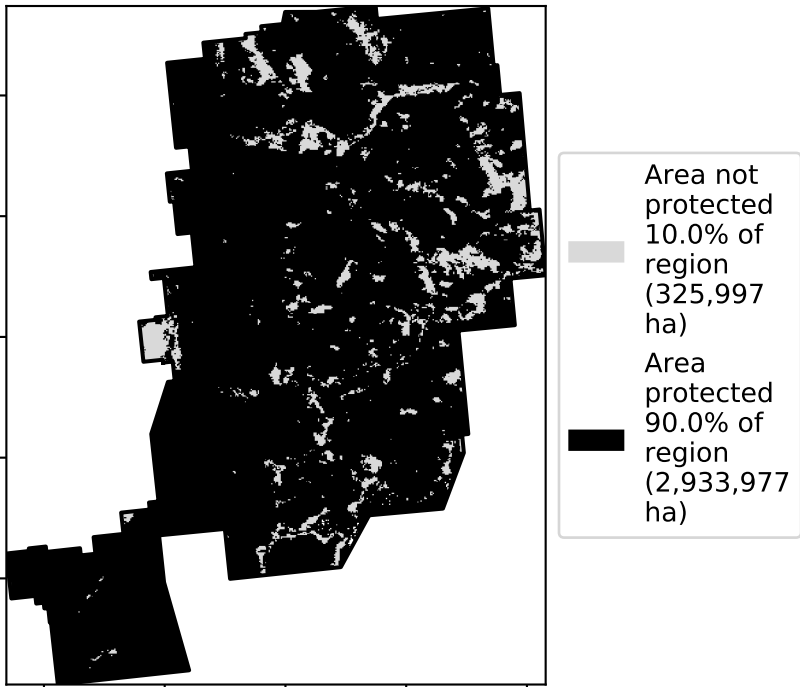 Area not
protected
10.0% of
region
(325,997
ha)
Area
protected
90.0% of
region
(2,933,977
ha)